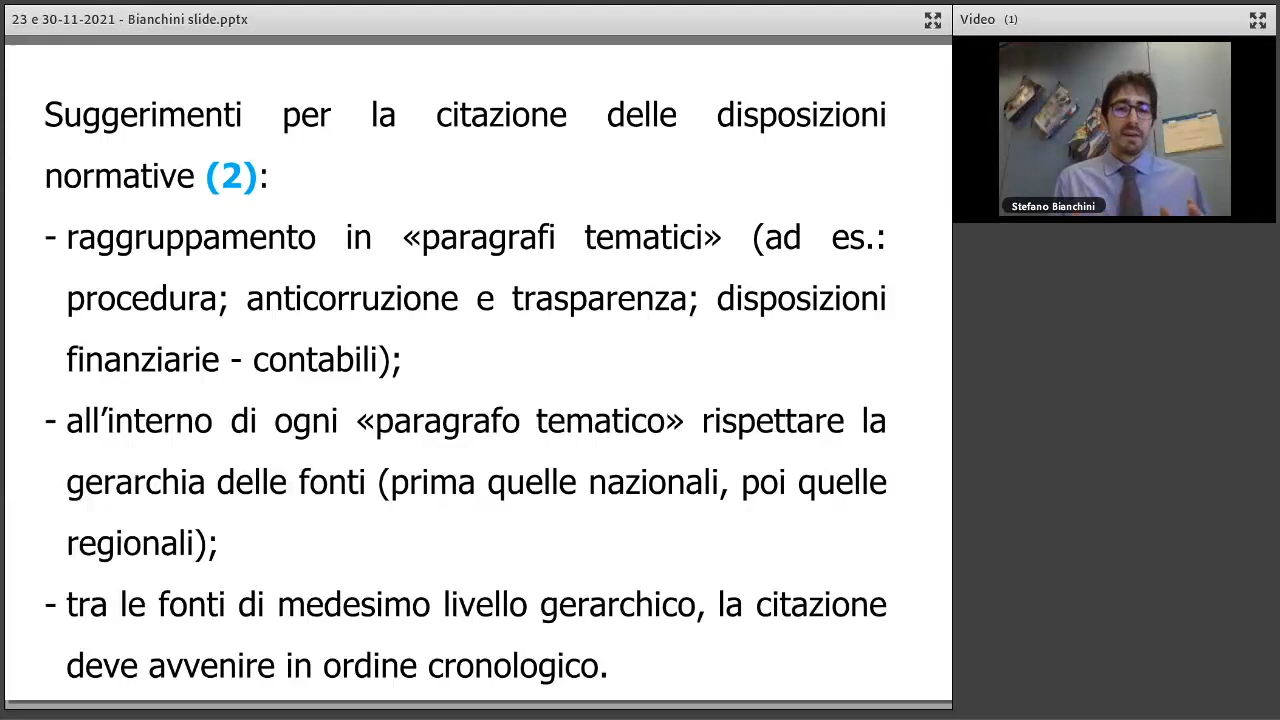 23 e 30-11-2021 - Bianchini slide.pptx
Video (1)
Suggerimenti per la citazione delle disposizioni
normative (2):
- raggruppamento in «paragrafi tematici» (ad es.:
procedura; anticorruzione e trasparenza; disposizioni
finanziarie - contabili);
- all’interno di ogni «paragrafo tematico» rispettare la
gerarchia delle fonti (prima quelle nazionali, poi quelle
regionali);
- tra le fonti di medesimo livello gerarchico, la citazione
deve avvenire in ordine cronologico.
Stefano Bianchini